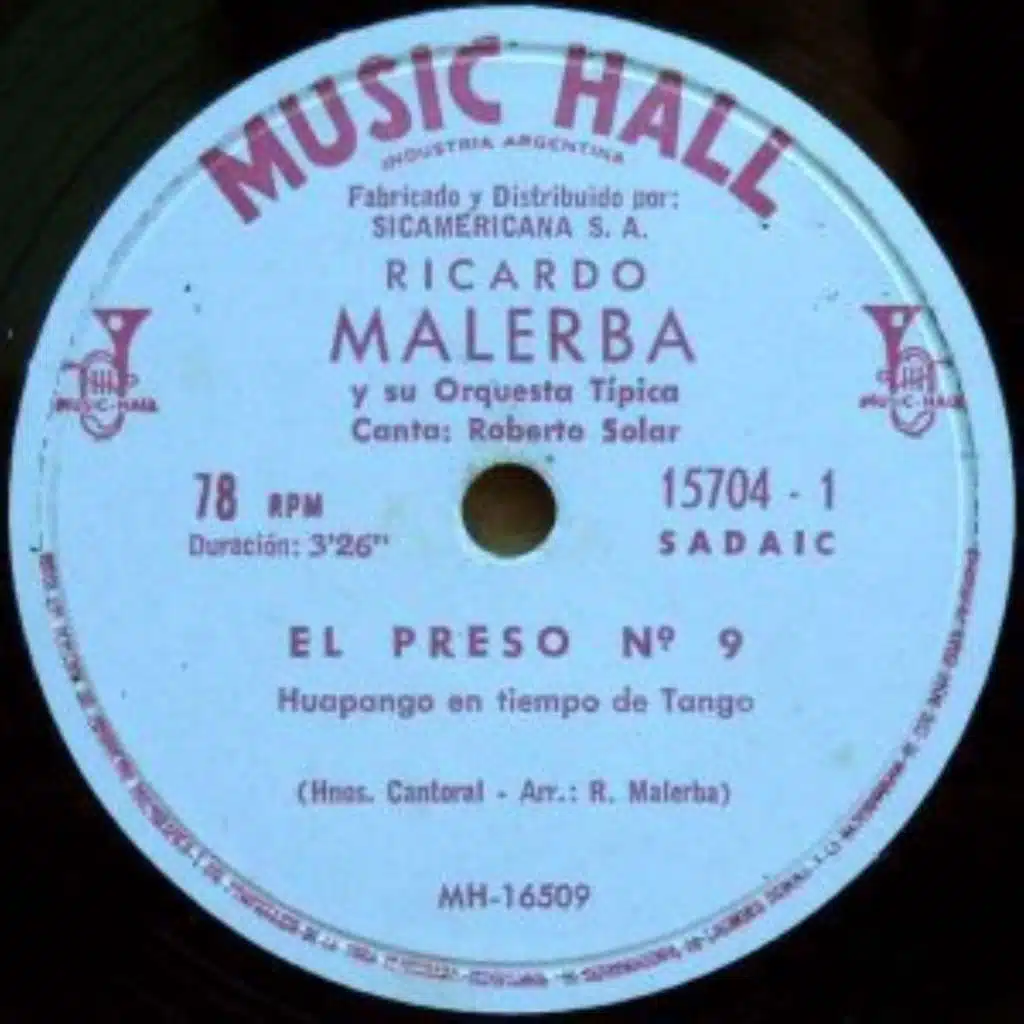 MUSIC HALL
INDUSTRIA ARGENTINA
Fabricado y Distribuido por:
SICAMERICANA S. A.
RICARDO
MALERBA
y su Orquesta Típica
Canta: Roberto Solar
MUSIC-HALL
MUSIC-HALL
78 RPM
15704 - 1
Duración: 3'26"
SADAIC
EL PRESO Nº 9
Huapango en tiempo de Tango
(Hnos. Cantoral - Arr.: R. Malerba)
MH-16509